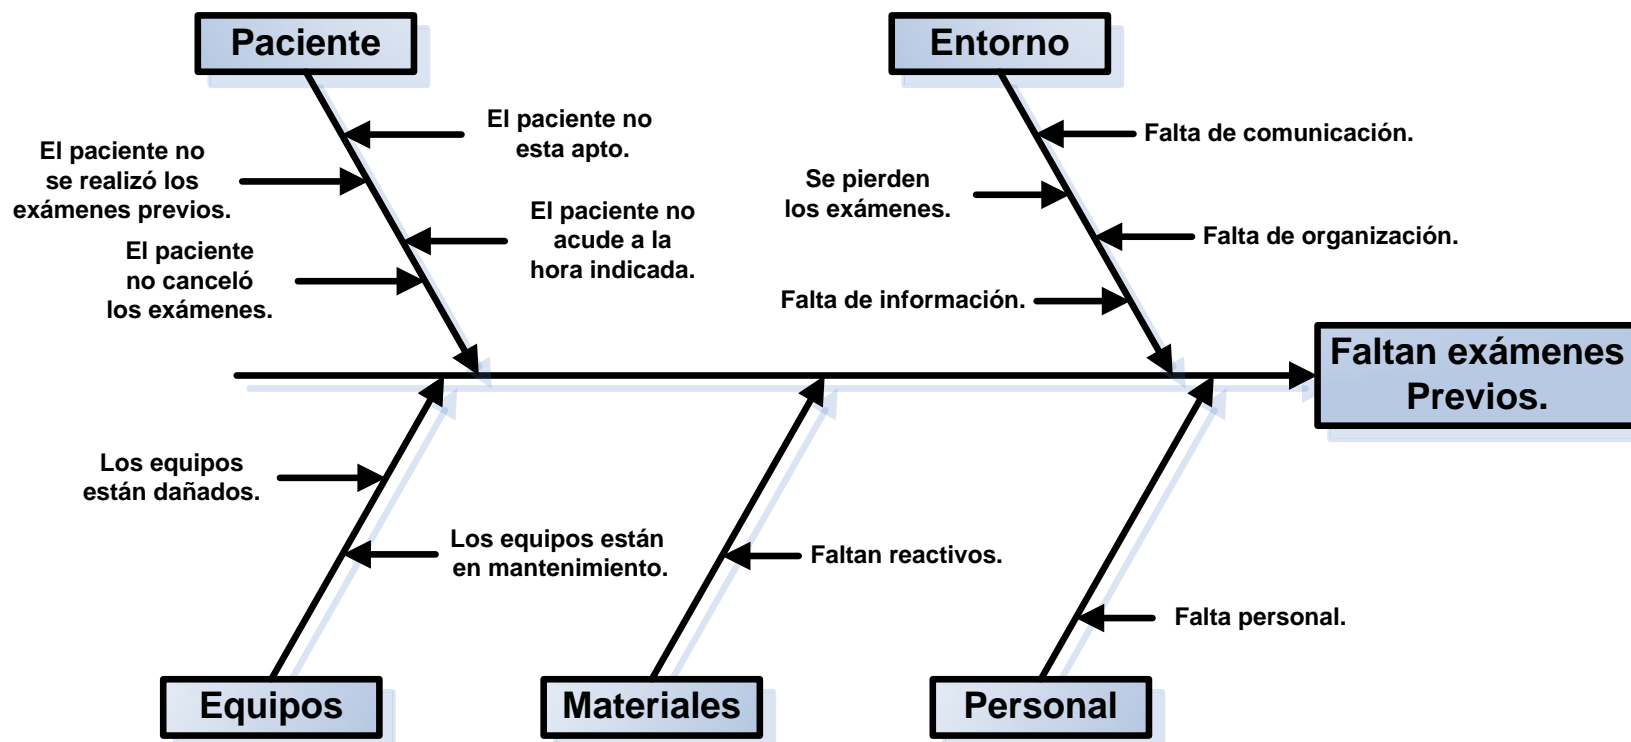 Paciente
Entorno
El paciente no
esta apto.
El paciente no
se realizó los
exámenes previos.
El paciente no
acude a la
hora indicada.
El paciente
no canceló
los exámenes.
Falta de comunicación.
Se pierden
los exámenes.
Falta de organización.
Falta de información.
Faltan exámenes
Previos.
Los equipos
están dañados.
Los equipos están
en mantenimiento.
Faltan reactivos.
Falta personal.
Equipos
Materiales
Personal